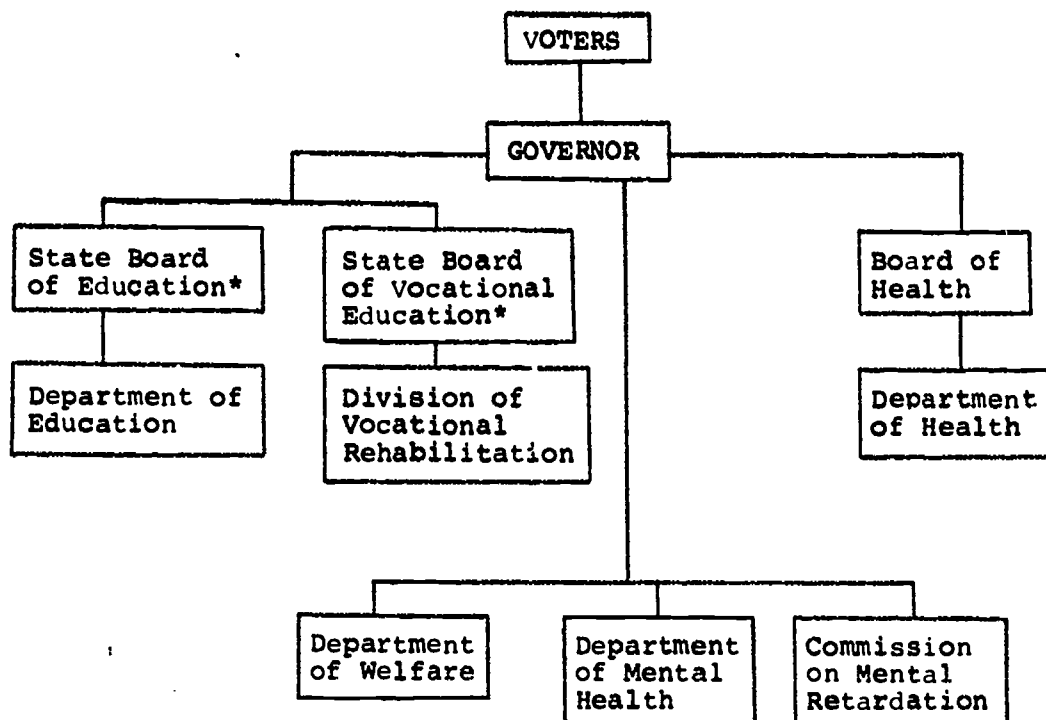 VOTERS
GOVERNOR
State Board
of Education*
State Board
of Vocational
Education*
Board of
Health
Department of
Education
Division of
Vocational
Rehabilitation
Department
of Health
Department
of Welfare
Department
of Mental
Health
Commission
on Mental
Retardation